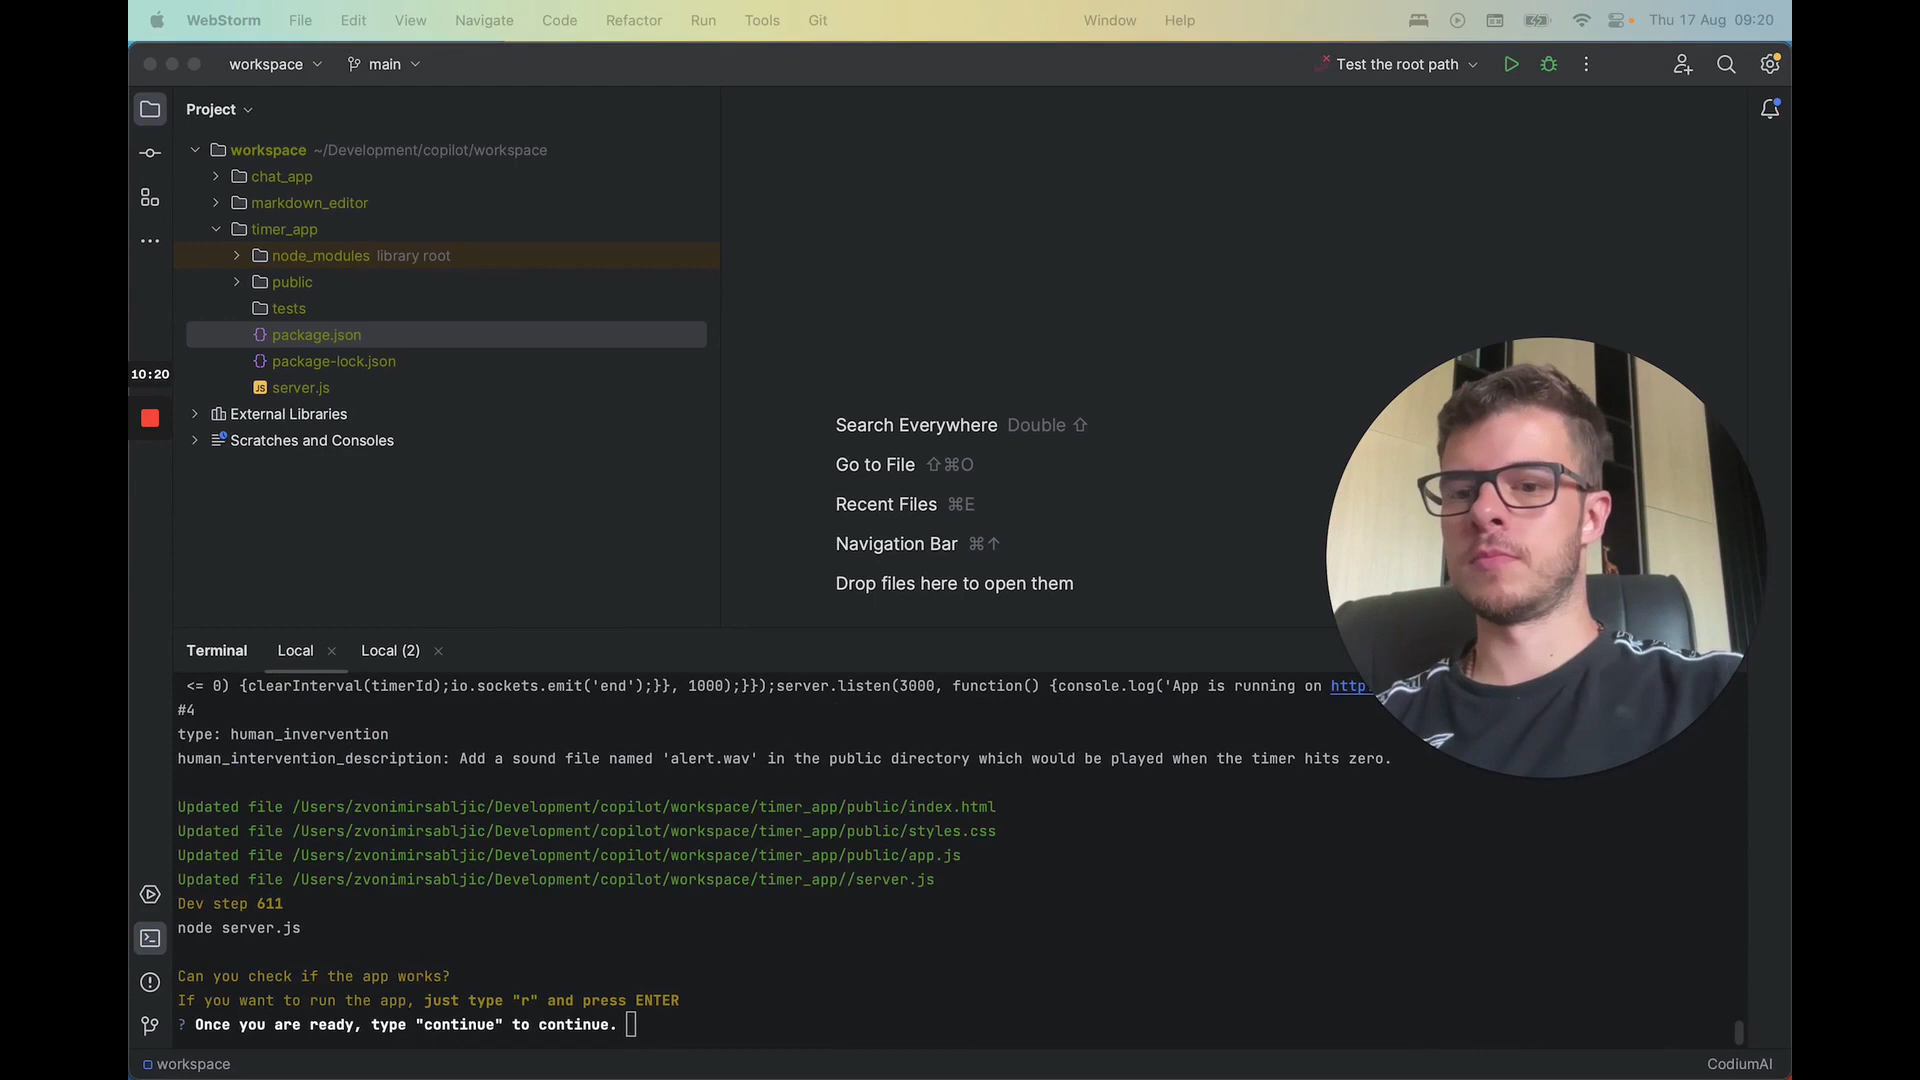 WebStorm File Edit View Navigate Code Refactor Run Tools Git Window Help Thu 17 Aug 09:20
workspace main Test the root path
Project
workspace ~/Development/copilot/workspace
chat_app
markdown_editor
timer_app
node_modules library root
public
tests
package.json
package-lock.json
JS server.js
External Libraries
Scratches and Consoles
10:20
Search Everywhere Double ⇧
Go to File ⇧⌘O
Recent Files ⌘E
Navigation Bar ⌘↑
Drop files here to open them
Terminal Local × Local (2) ×
<= 0) {clearInterval(timerId);io.sockets.emit('end');}}, 1000);}});server.listen(3000, function() {console.log('App is running on http:
#4
type: human_invervention
human_intervention_description: Add a sound file named 'alert.wav' in the public directory which would be played when the timer hits zero.
Updated file /Users/zvonimirsabljic/Development/copilot/workspace/timer_app/public/index.html
Updated file /Users/zvonimirsabljic/Development/copilot/workspace/timer_app/public/styles.css
Updated file /Users/zvonimirsabljic/Development/copilot/workspace/timer_app/public/app.js
Updated file /Users/zvonimirsabljic/Development/copilot/workspace/timer_app//server.js
Dev step 611
node server.js
Can you check if the app works?
If you want to run the app, just type "r" and press ENTER
? Once you are ready, type "continue" to continue.
workspace CodiumAI